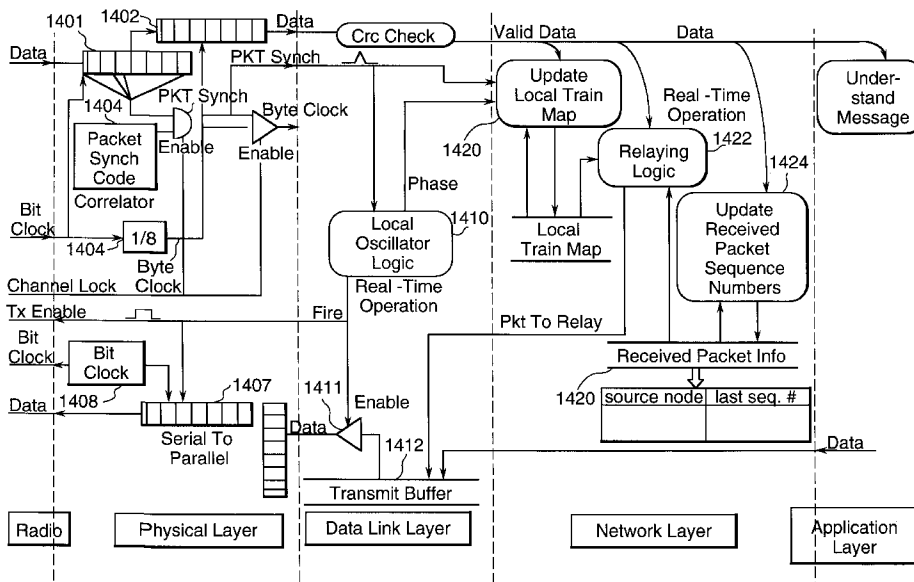 1401
1402
Data
Data
Crc Check
Valid Data
Data
PKT Synch
PKT Synch
Update
Local Train
Map
Under-
stand
Message
1404
Byte Clock
Real -Time
Operation
1420
1422
Packet
Synch
Code
Enable
Enable
Relaying
Logic
1424
Correlator
Phase
Bit
Clock
1404
1/8
Byte
Clock
Local
Oscillator
Logic
1410
Local
Train Map
Update
Received
Packet
Sequence
Numbers
Channel Lock
Real -Time
Operation
Tx Enable
Fire
Pkt To Relay
Bit
Clock
Bit
Clock
Received Packet Info
1408
1407
1411
Enable
1420
source node
last seq. #
Data
Serial To
Parallel
Data
1412
Data
Transmit Buffer
Radio
Physical Layer
Data Link Layer
Network Layer
Application
Layer